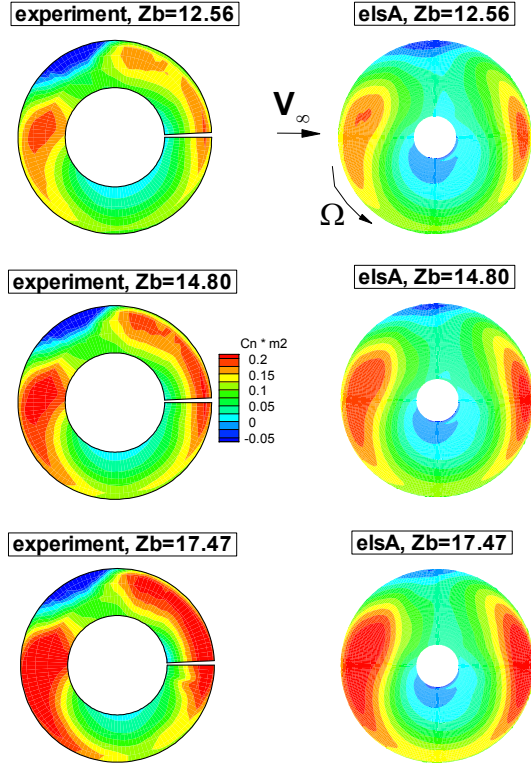 experiment, Zb=12.56
elsA, Zb=12.56
V∞
Ω
experiment, Zb=14.80
elsA, Zb=14.80
Cn * m2
0.2
0.15
0.1
0.05
0
-0.05
experiment, Zb=17.47
elsA, Zb=17.47